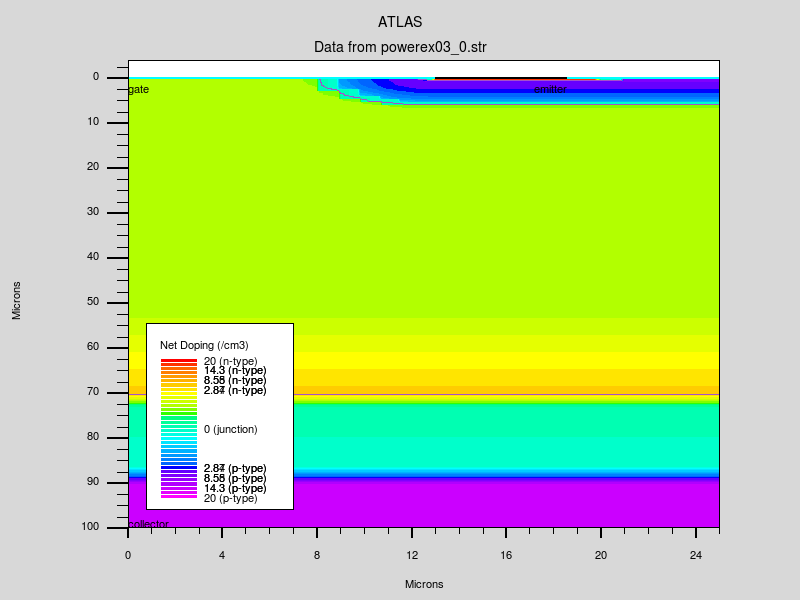 ATLAS
Data from powerex03_0.str
0
gate
emitter
10
20
30
40
Microns
50
60
Net Doping (/cm3)
20 (n-type)
14.3 (n-type)
8.58 (n-type)
2.87 (n-type)
70
0 (junction)
80
2.87 (p-type)
90
8.58 (p-type)
14.3 (p-type)
20 (p-type)
100
collector
0 4 8 12 16 20 24
Microns